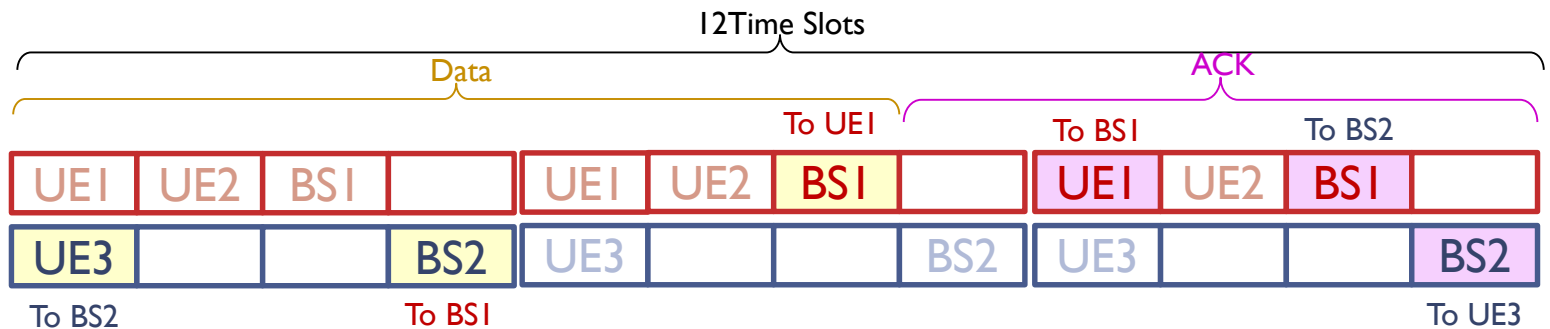 12Time Slots
Data
ACK
To UE1
To BS1
To BS2
UE1 UE2 BS1 UE1 UE2 BS1 UE1 UE2 BS1
UE3 BS2 UE3 BS2 UE3 BS2
To BS2
To BS1
To UE3